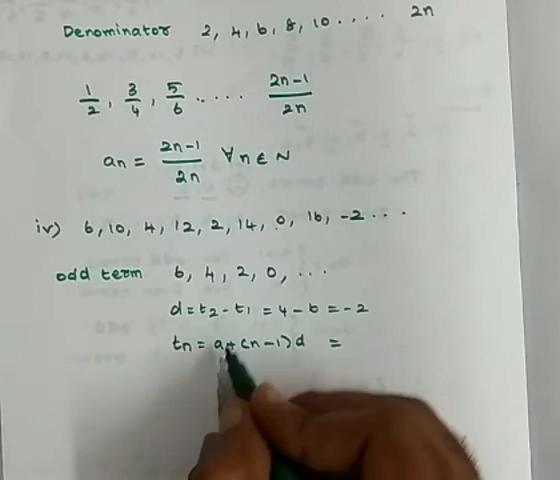 Denominator 2, 4, 6, 8, 10 .... 2n
1/2, 3/4, 5/6 ..... 2n-1/2n
an = 2n-1/2n ∀ n ∈ N
iv) 6, 10, 4, 12, 2, 14, 0, 16, -2 ...
odd term 6, 4, 2, 0, ...
d = t2 - t1 = 4 - 6 = -2
tn = a+(n-1)d =